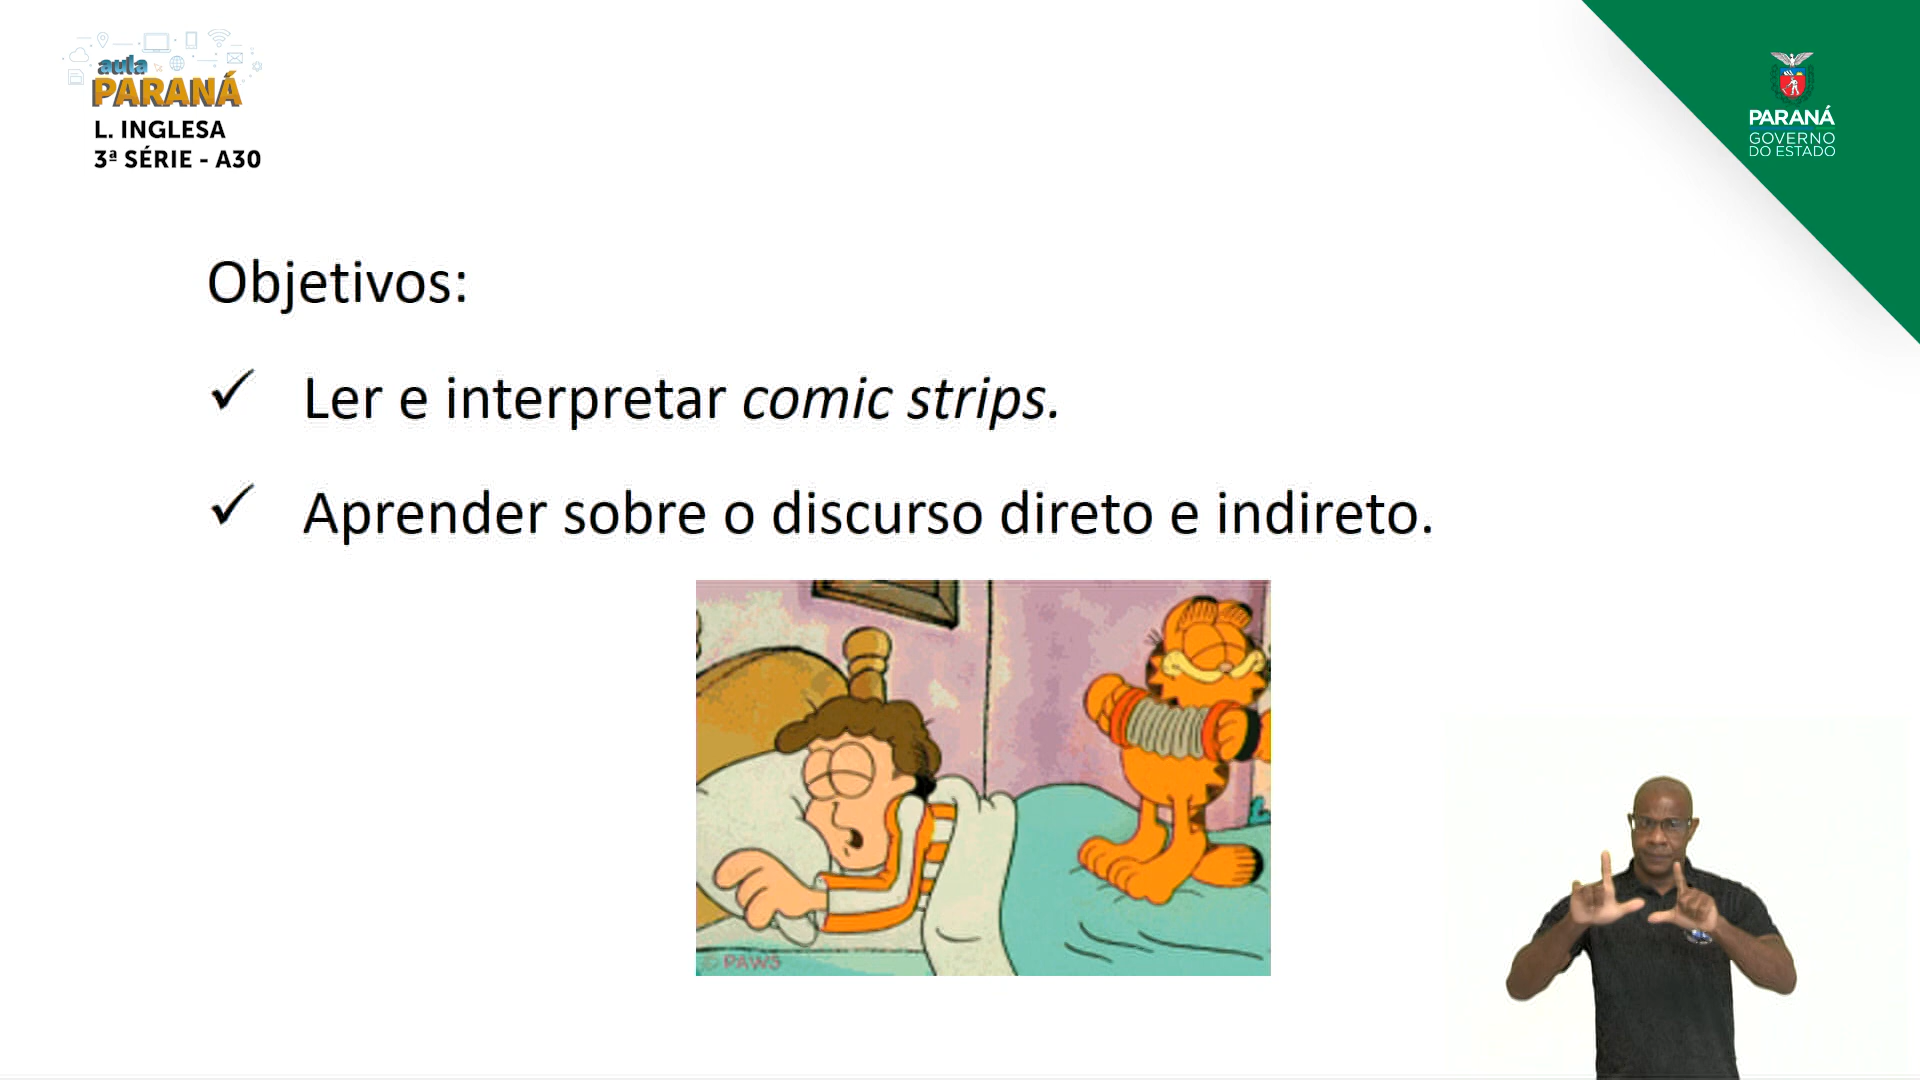 aula
PARANÁ
L. INGLESA
3ª SÉRIE - A30
PARANÁ
GOVERNO
DO ESTADO
Objetivos:
✓ Ler e interpretar comic strips.
✓ Aprender sobre o discurso direto e indireto.
© PAWS